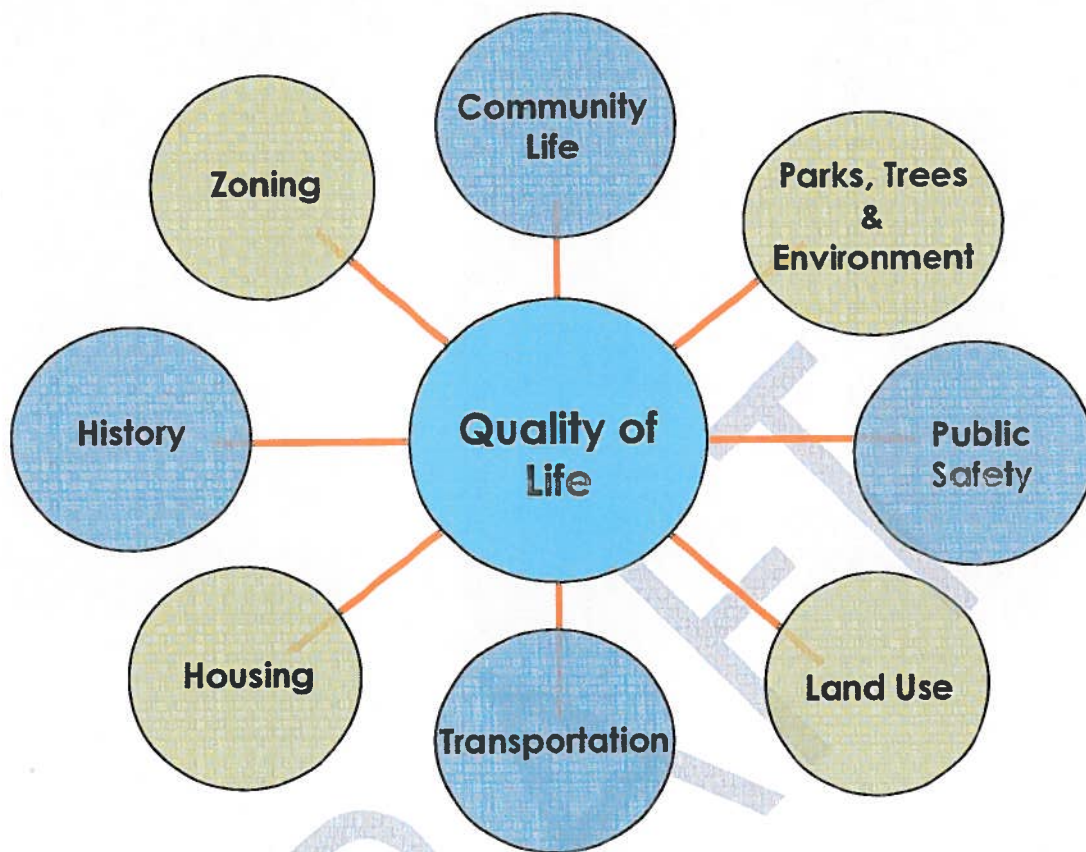 Community
Life
Zoning
Parks, Trees
&
Environment
History
Quality of
Life
Public
Safety
Housing
Transportation
Land Use